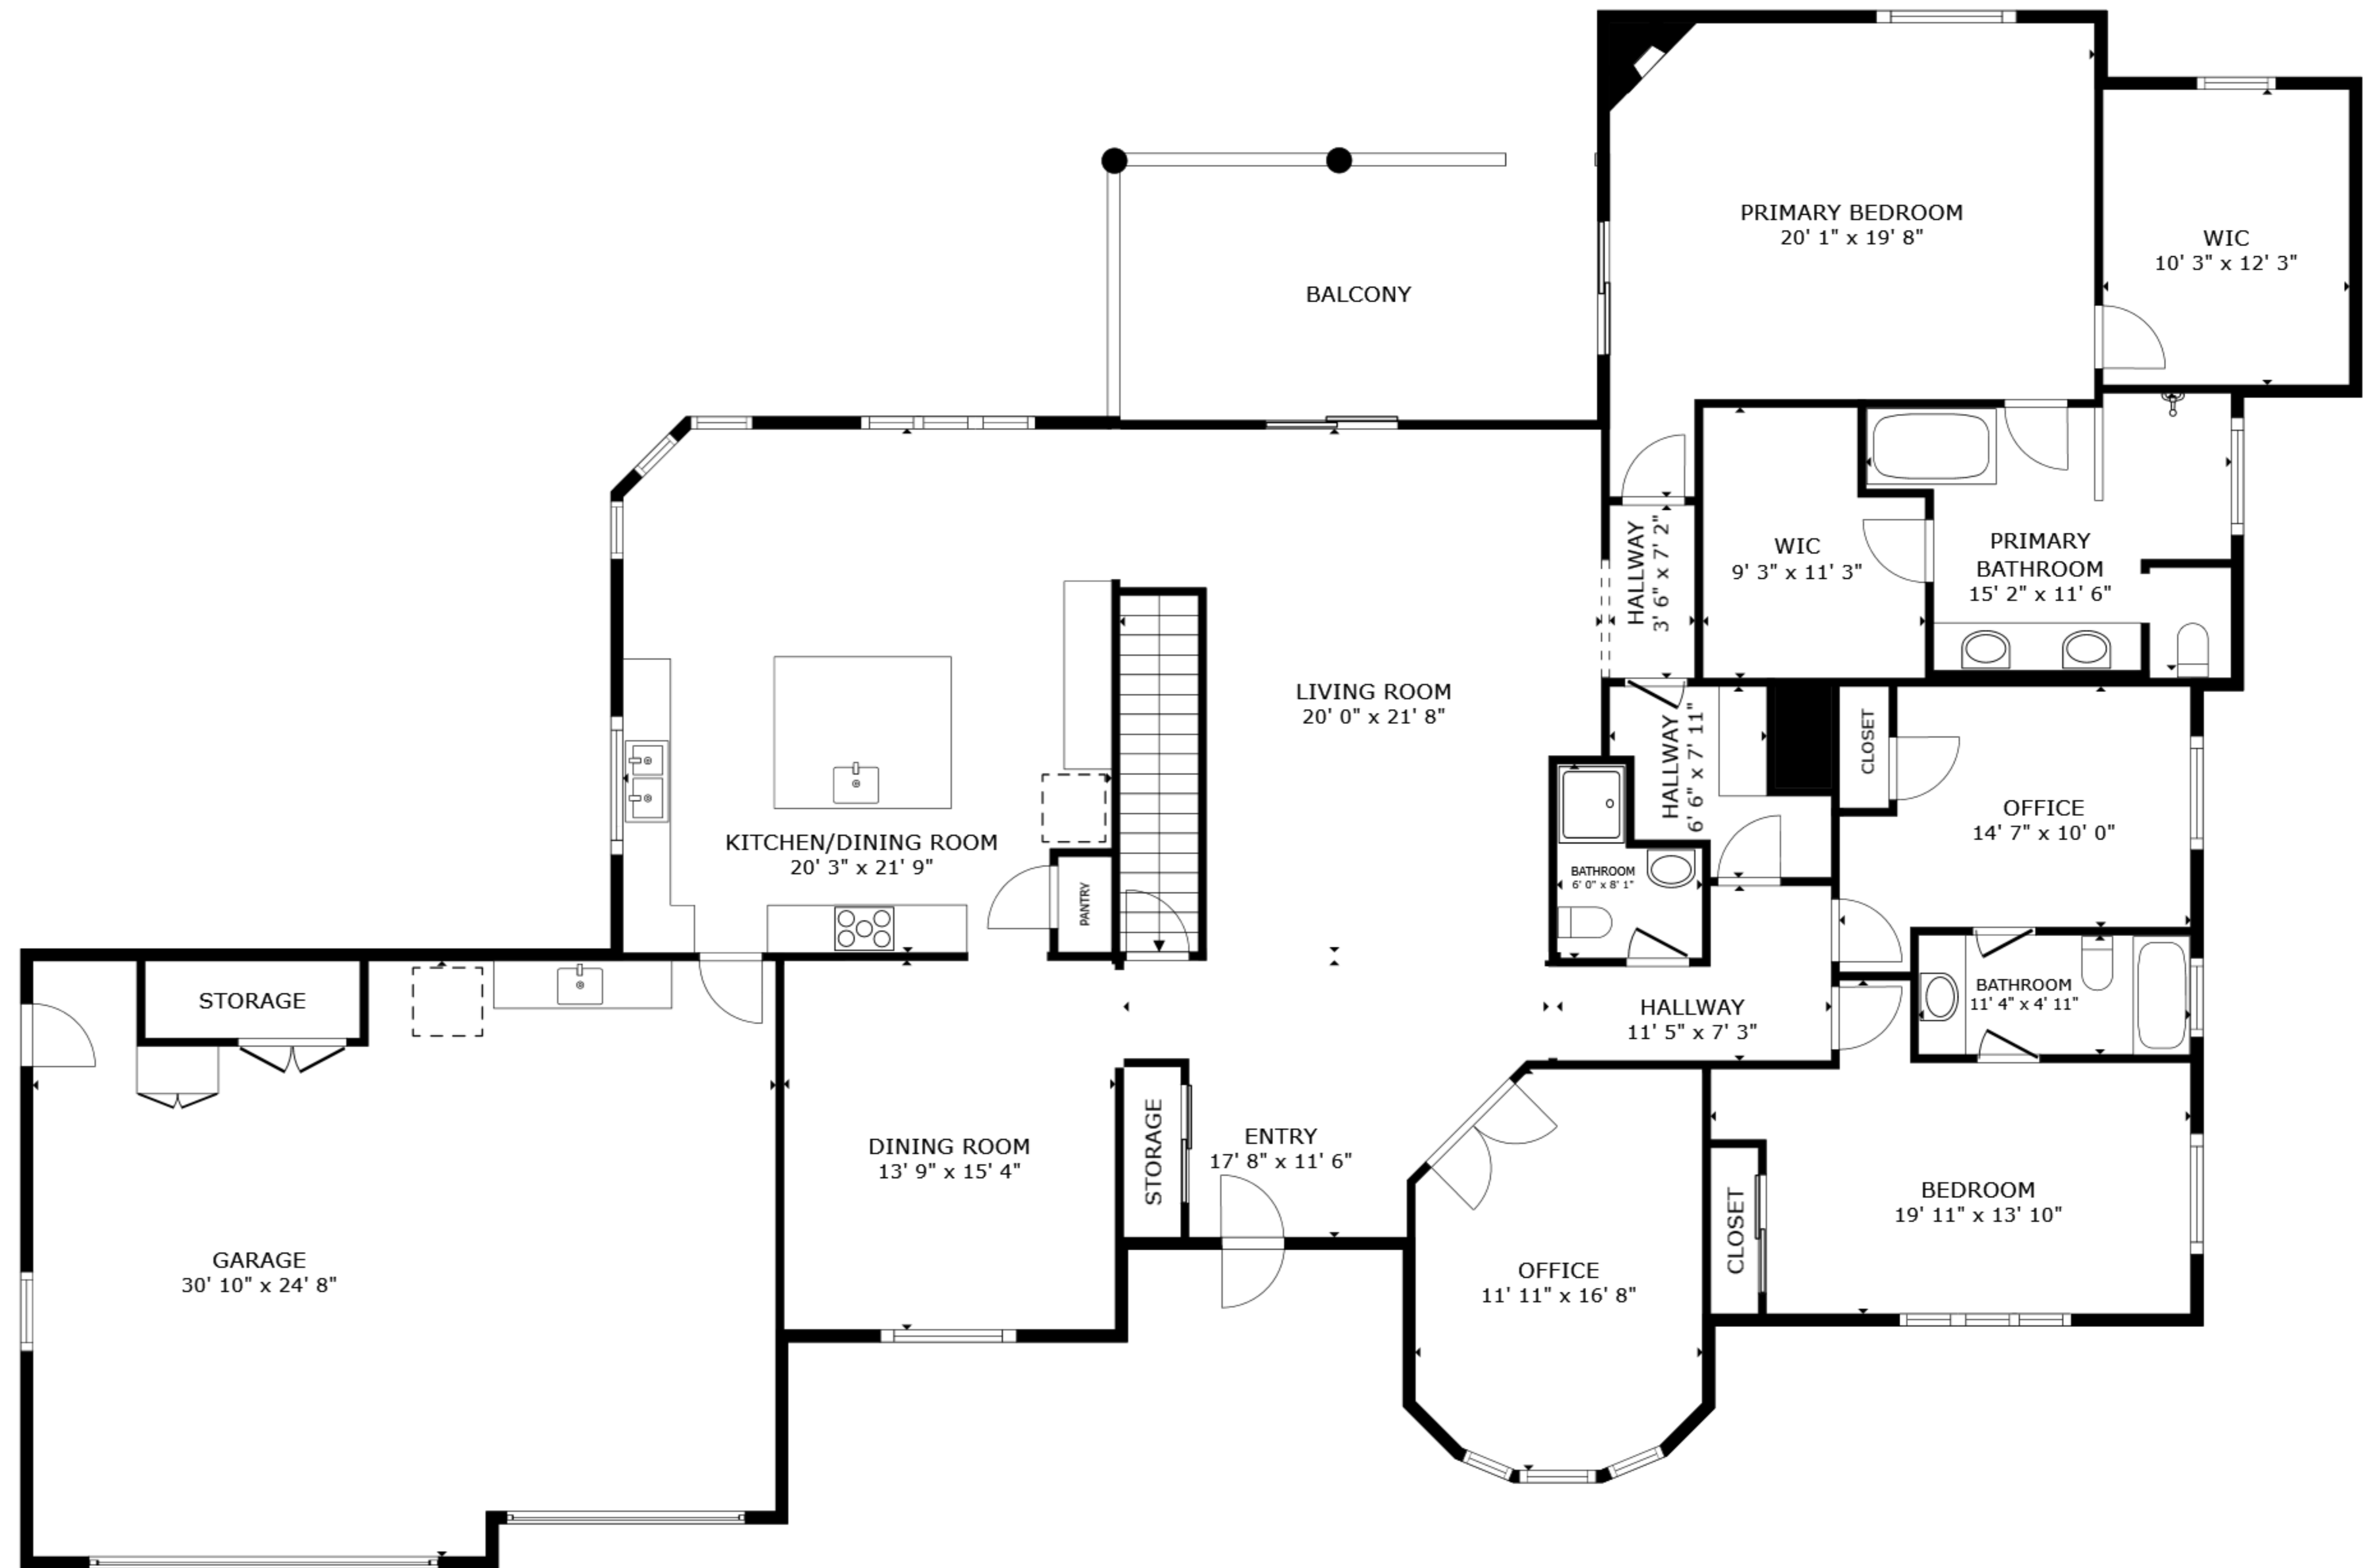 PRIMARY BEDROOM
20' 1" x 19' 8"
WIC
10' 3" x 12' 3"
BALCONY
HALLWAY
3' 6" x 7' 2"
WIC
9' 3" x 11' 3"
PRIMARY
BATHROOM
15' 2" x 11' 6"
LIVING ROOM
20' 0" x 21' 8"
HALLWAY
6' 6" x 7' 11"
CLOSET
OFFICE
14' 7" x 10' 0"
KITCHEN/DINING ROOM
20' 3" x 21' 9"
PANTRY
BATHROOM
6' 0" x 8' 1"
STORAGE
HALLWAY
11' 5" x 7' 3"
BATHROOM
11' 4" x 4' 11"
DINING ROOM
13' 9" x 15' 4"
STORAGE
ENTRY
17' 8" x 11' 6"
BEDROOM
19' 11" x 13' 10"
CLOSET
GARAGE
30' 10" x 24' 8"
OFFICE
11' 11" x 16' 8"